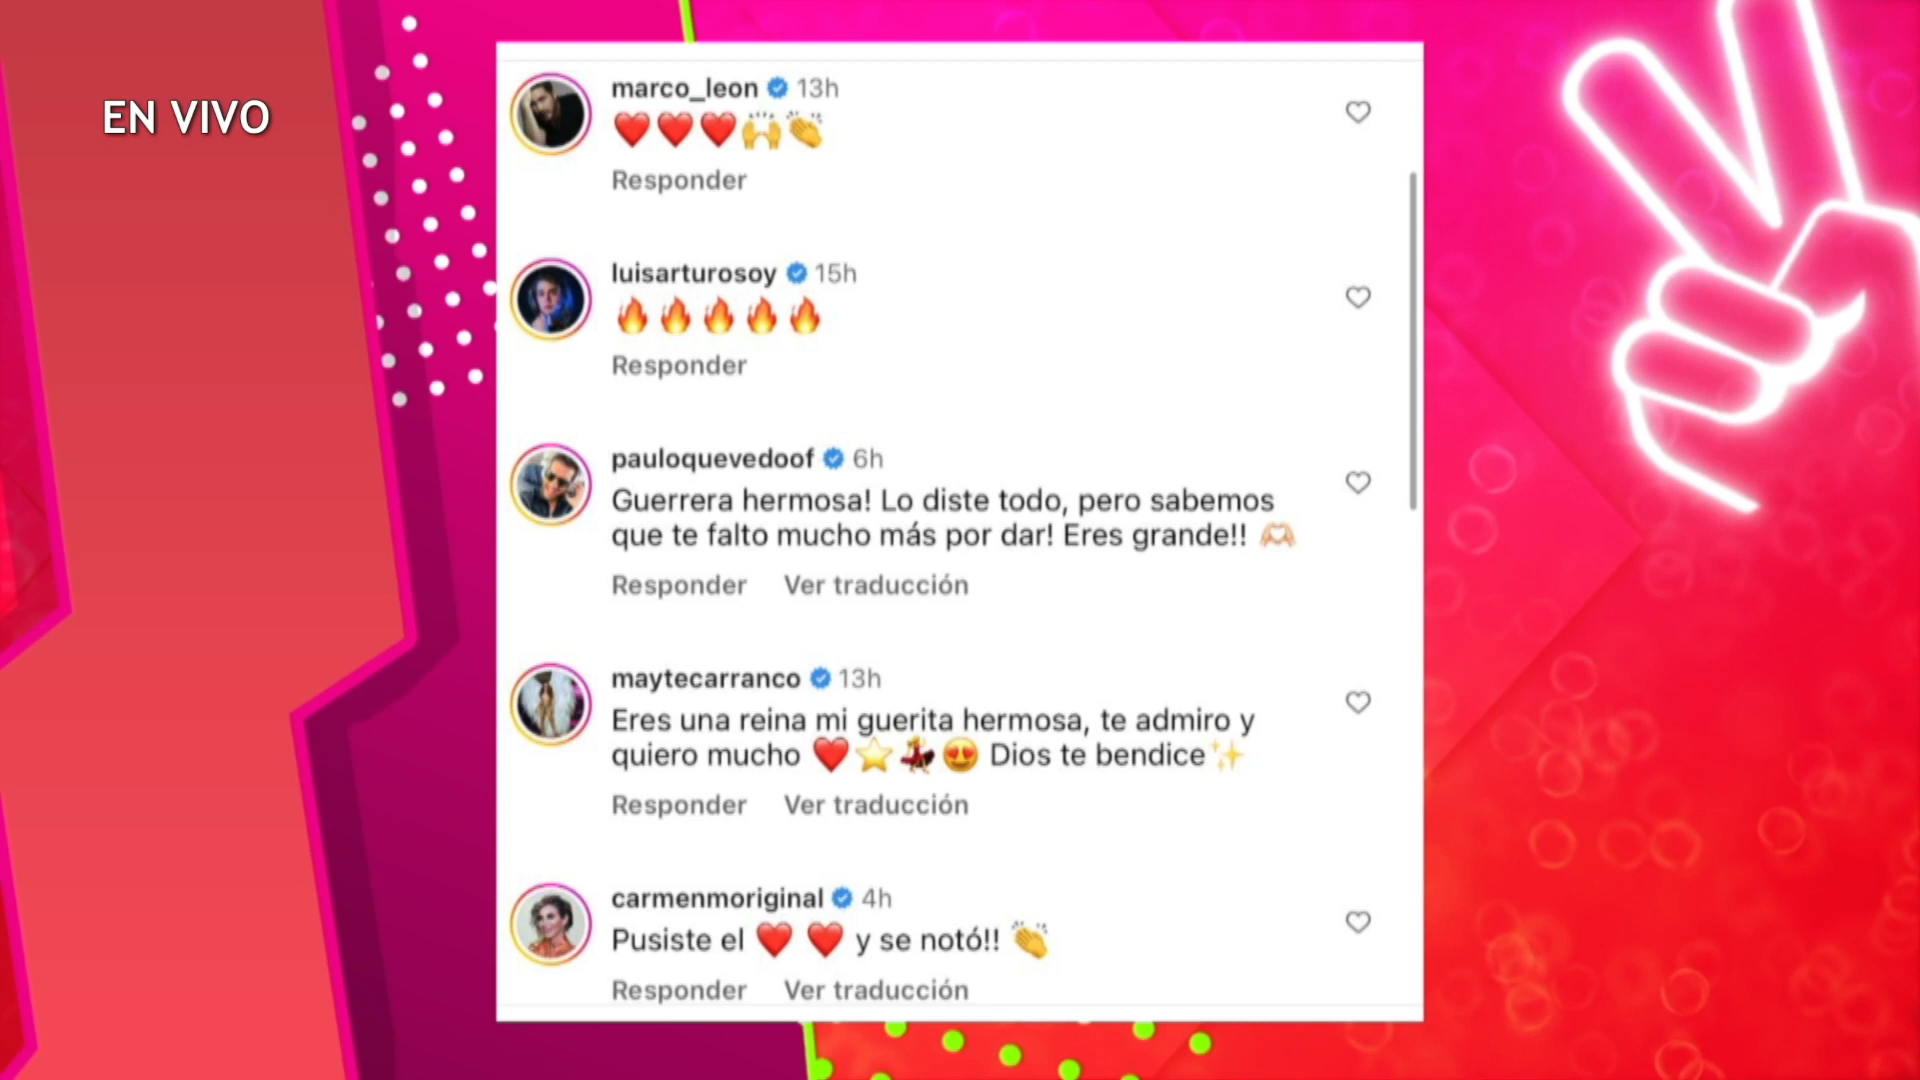 EN VIVO
marco_leon 13h
❤️❤️❤️🙌👏
Responder
luisarturosoy 15h
🔥🔥🔥🔥🔥
Responder
pauloquevedoof 6h
Guerrera hermosa! Lo diste todo, pero sabemos
que te falto mucho más por dar! Eres grande!! 🫶🏻
Responder Ver traducción
maytecarranco 13h
Eres una reina mi guerita hermosa, te admiro y
quiero mucho ❤️⭐💃😍 Dios te bendice✨
Responder Ver traducción
carmenmoriginal 4h
Pusiste el ❤️ ❤️ y se notó!! 👏
Responder Ver traducción